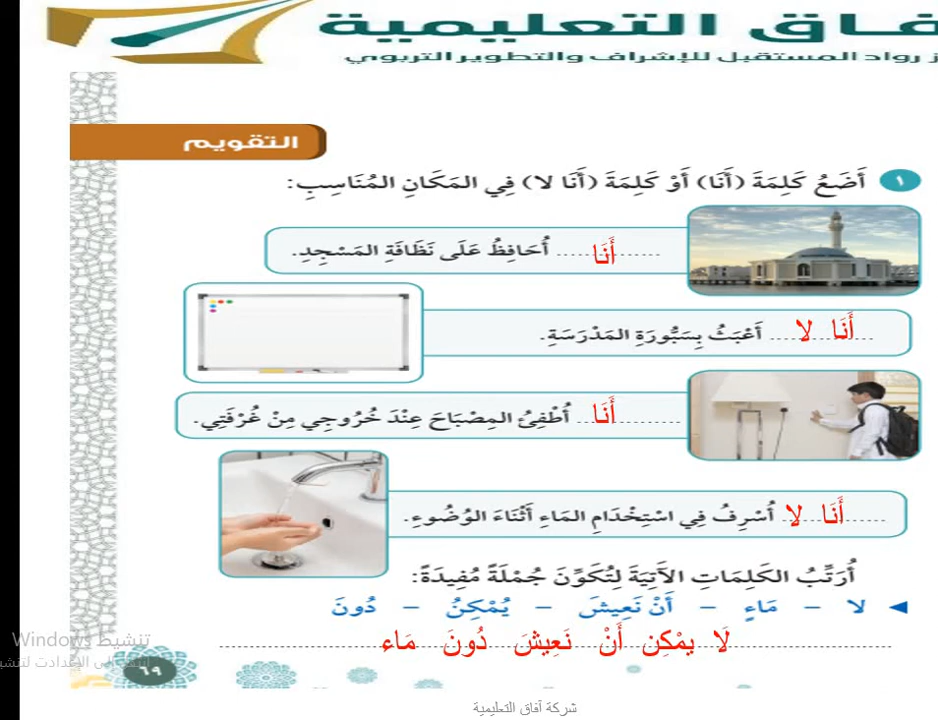 فاق التعليمية
ز رواد المستقبل للإشراف والتطوير التربوي
التقويم
١ أَضَعُ كَلِمَةَ (أَنَا) أَوْ كَلِمَةَ (أَنَا لا) فِي المَكَانِ المُنَاسِبِ:
أَنَا أُحَافِظُ عَلَى نَظَافَةِ المَسْجِدِ.
أَنَا لا أَعْبَثُ بِسَبُّورَةِ المَدْرَسَةِ.
أَنَا أُطْفِئُ المِصْبَاحَ عِنْدَ خُرُوجِي مِنْ غُرْفَتِي.
أَنَا لا أُسْرِفُ فِي اسْتِخْدَامِ المَاءِ أَثْنَاءَ الوُضُوءِ.
أُرَتِّبُ الكَلِمَاتِ الآتِيَةَ لِتُكَوِّنَ جُمْلَةً مُفِيدَةً:
لا – مَاءٍ – أَنْ نَعِيشَ – يُمْكِنُ – دُونَ
لَا يمْكِن أَنْ نَعِيشَ دُونَ مَاء
تنشيط Windows
٦٩
شركة آفاق التعليمية